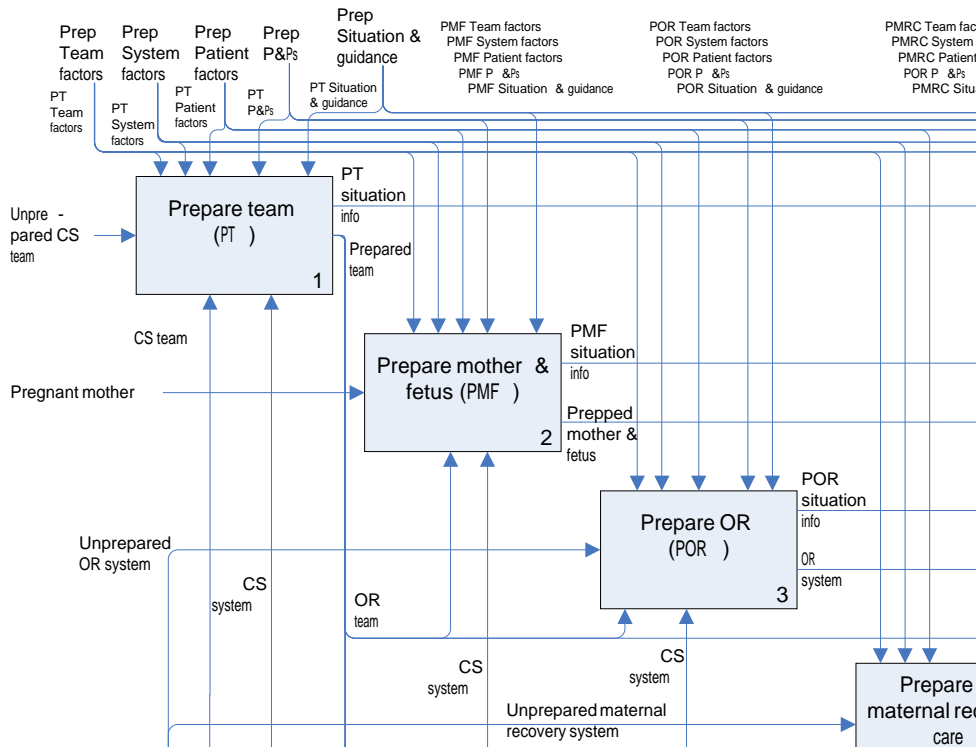 Prep
Team
factors
Prep
System
factors
Prep
Patient
factors
Prep
P&Ps
Prep
Situation &
guidance
PMF Team factors
PMF System factors
PMF Patient factors
PMF P &Ps
PMF Situation & guidance
POR Team factors
POR System factors
POR Patient factors
POR P &Ps
POR Situation & guidance
PMRC Team
PMRC System
PMRC Patient
POR P &Ps
PMRC
PT
Team
factors
PT
System
factors
PT
Patient
factors
PT
P&Ps
PT Situation
& guidance
Unpre -
pared CS
team
Prepare team
(PT )
1
PT
situation
info
Prepared
team
CS team
Pregnant mother
Prepare mother &
fetus (PMF )
2
PMF
situation
info
Prepped
mother &
fetus
Unprepared
OR system
Prepare OR
(POR )
3
POR
situation
info
OR
system
CS
system
OR
team
CS
system
CS
system
Unprepared maternal
recovery system
Prepare
maternal
care